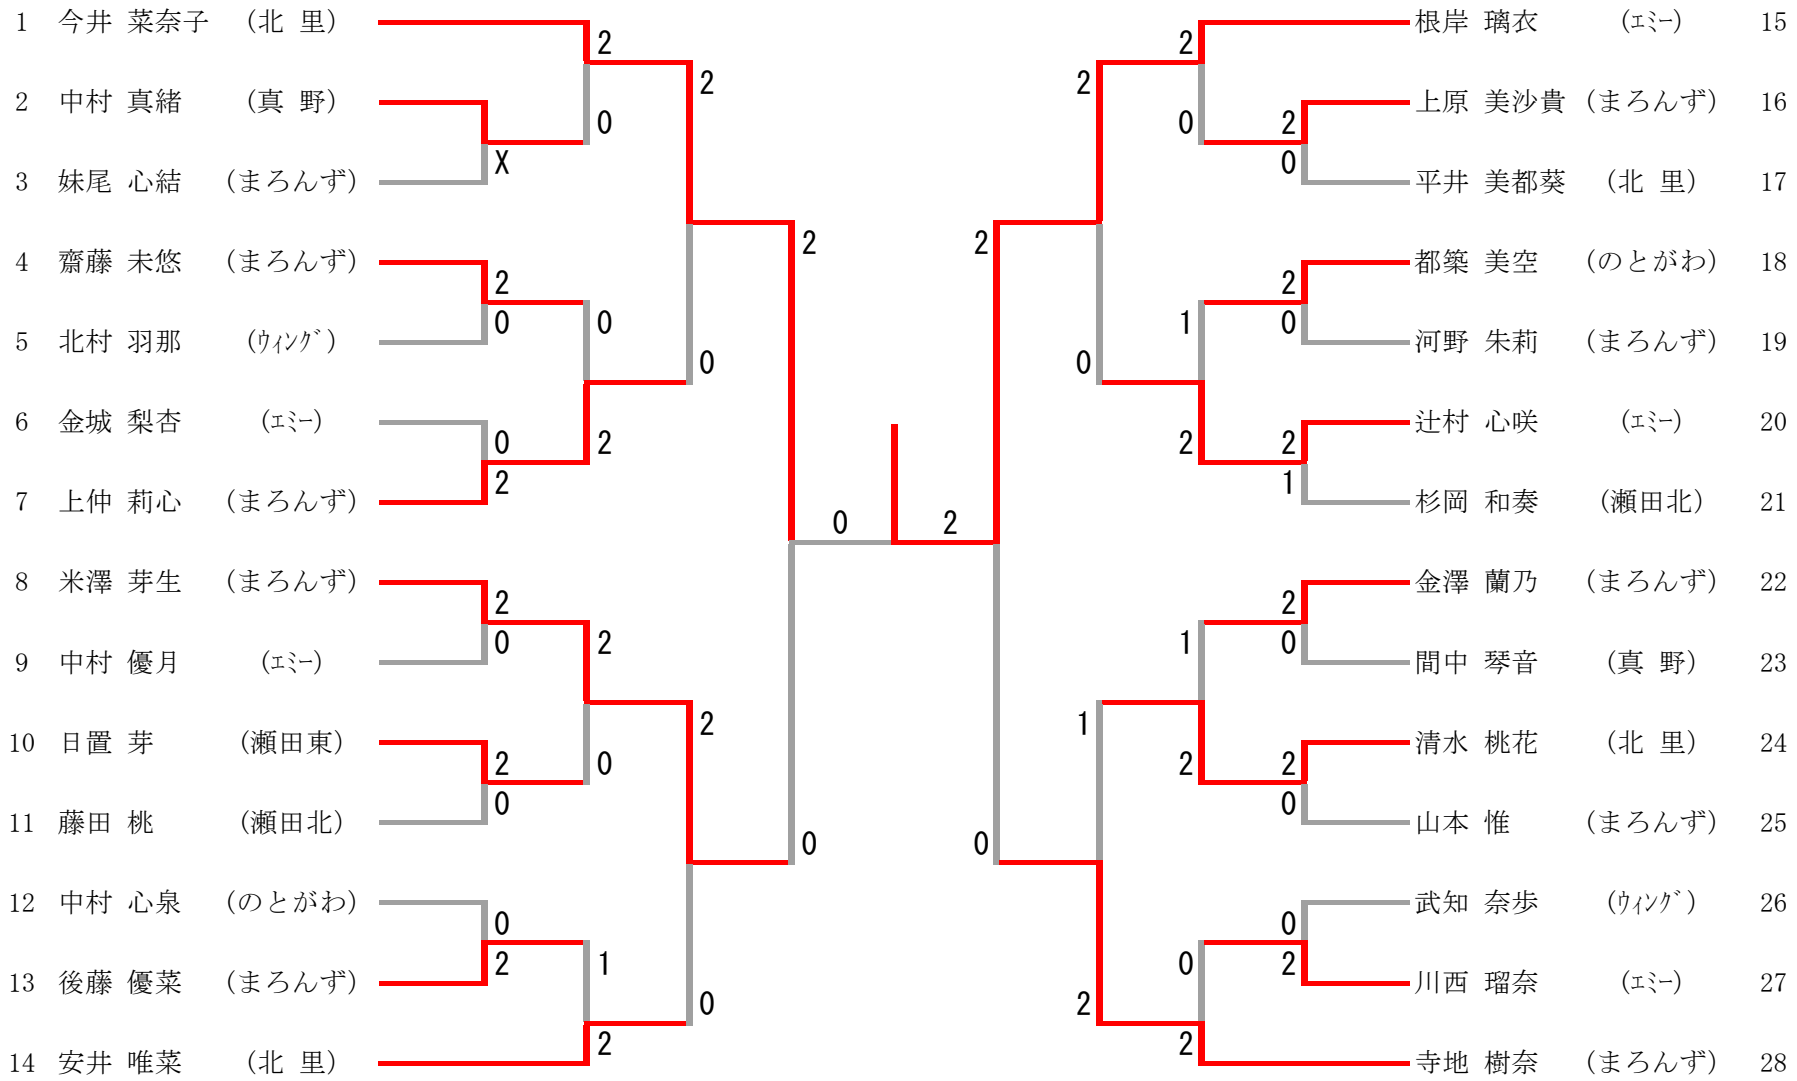 1 今井 菜奈子 (北 里) 根岸 璃衣 (ｴﾐｰ) 15
2 2
2 2
2 中村 真緒 (真 野) 上原 美沙貴 (まろんず) 16
0 0 2
X 0
3 妹尾 心結 (まろんず) 平井 美都葵 (北 里) 17
2 2
4 齋藤 未悠 (まろんず) 都築 美空 (のとがわ) 18
2 2
0 0 1 0
5 北村 羽那 (ｳｨﾝｸﾞ) 河野 朱莉 (まろんず) 19
0 0
6 金城 梨杏 (ｴﾐｰ) 辻村 心咲 (ｴﾐｰ) 20
0 2 2 2
2 1
7 上仲 莉心 (まろんず) 杉岡 和奏 (瀬田北) 21
0 2
8 米澤 芽生 (まろんず) 金澤 蘭乃 (まろんず) 22
2 2
0 2 1 0
9 中村 優月 (ｴﾐｰ) 間中 琴音 (真 野) 23
2 1
10 日置 芽 (瀬田東) 清水 桃花 (北 里) 24
2 0 2 2
0 0
11 藤田 桃 (瀬田北) 山本 惟 (まろんず) 25
0 0
12 中村 心泉 (のとがわ) 武知 奈歩 (ｳｨﾝｸﾞ) 26
0 0
2 1 0 2
13 後藤 優菜 (まろんず) 川西 瑠奈 (ｴﾐｰ) 27
0 2
2 2
14 安井 唯菜 (北 里) 寺地 樹奈 (まろんず) 28